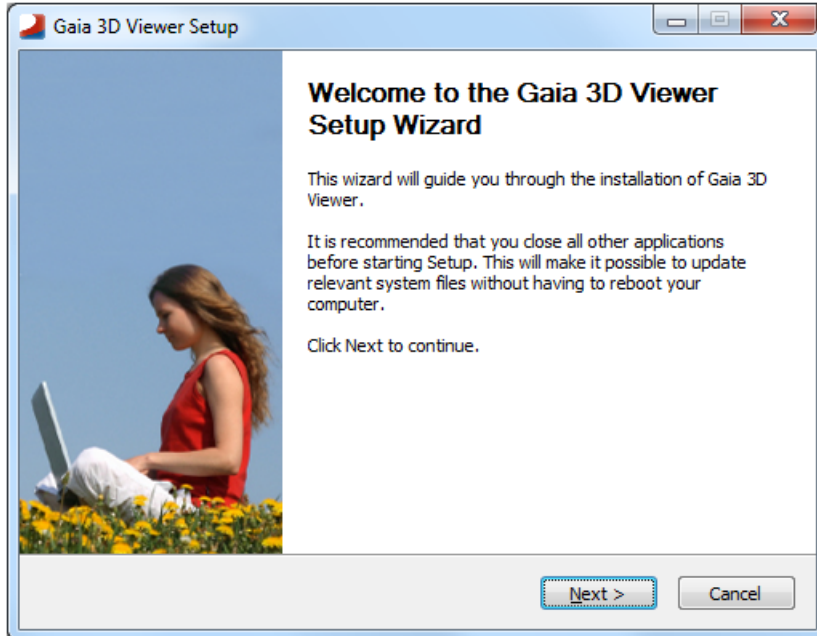 Gaia 3D Viewer Setup
Welcome to the Gaia 3D Viewer
Setup Wizard
This wizard will guide you through the installation of Gaia 3D
Viewer.
It is recommended that you close all other applications
before starting Setup. This will make it possible to update
relevant system files without having to reboot your
computer.
Click Next to continue.
Next >
Cancel